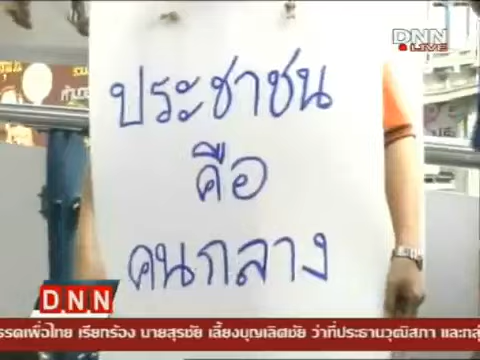 DNN
LIVE
ประชาชน
คือ
คนกลาง
DNN
รรคเพื่อไทย เรียกร้อง นายสุรชัย เลี้ยงบุญเลิศชัย ว่าที่ประธานวุฒิสภา และกลุ่